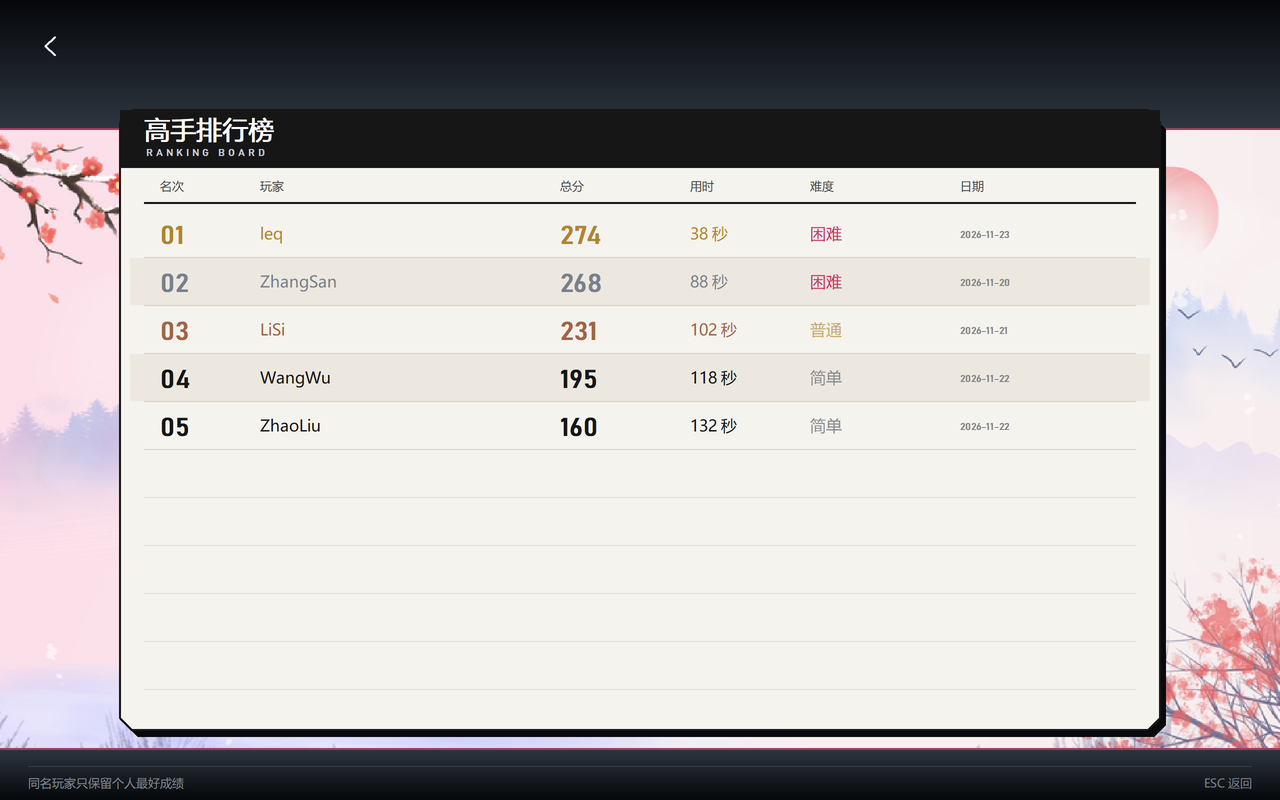 高手排行榜
RANKING BOARD
名次 玩家 总分 用时 难度 日期
01 leq 274 38 秒 困难 2026-11-23
02 ZhangSan 268 88 秒 困难 2026-11-20
03 LiSi 231 102 秒 普通 2026-11-21
04 WangWu 195 118 秒 简单 2026-11-22
05 ZhaoLiu 160 132 秒 简单 2026-11-22
同名玩家只保留个人最好成绩 ESC 返回